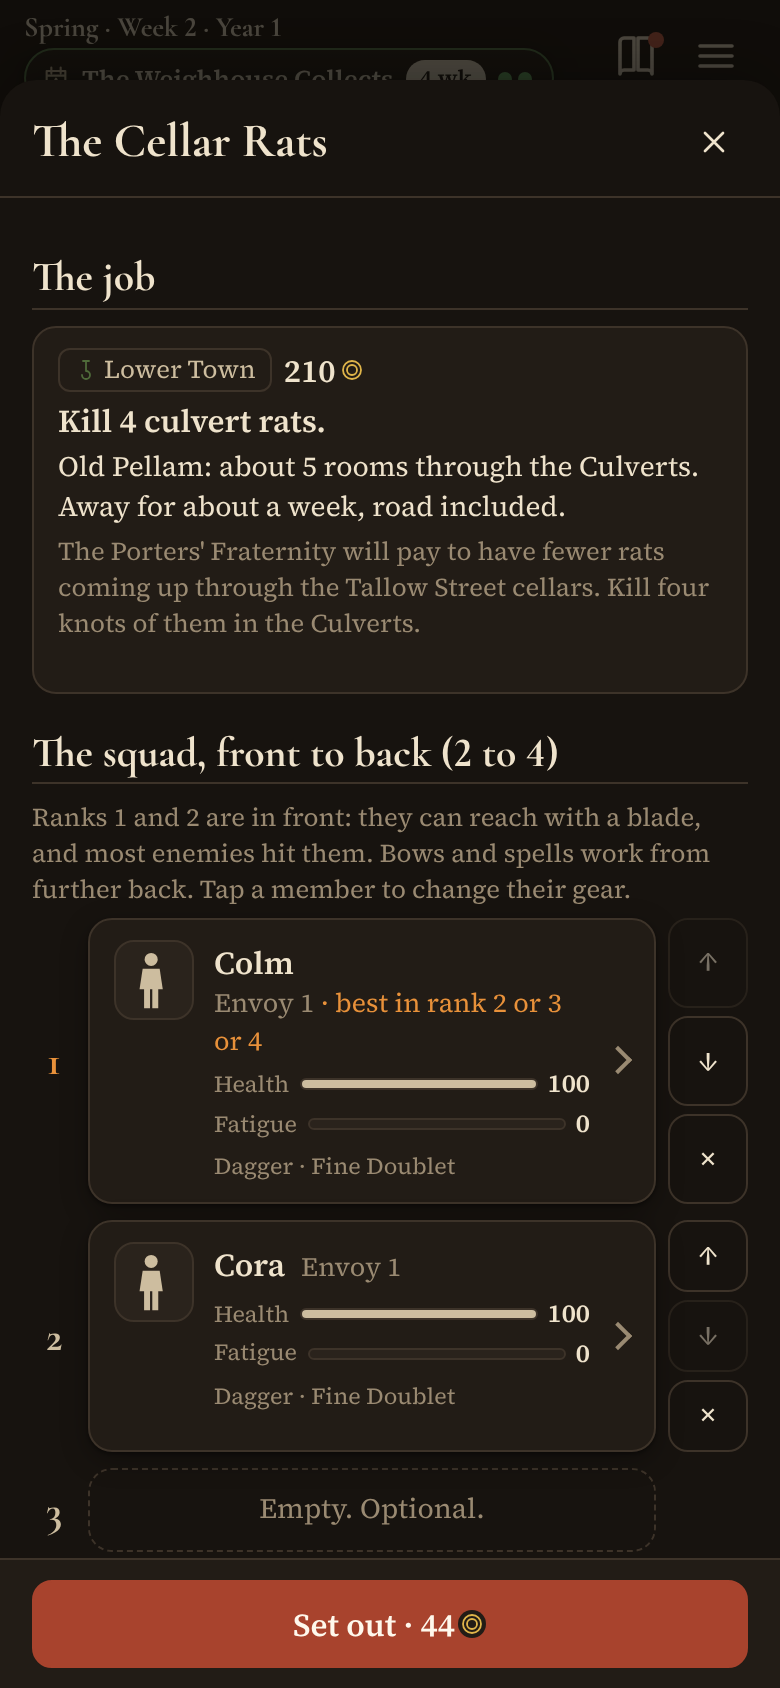 Spring · Week 2 · Year 1
The Weighhouse Collects 4 wk
The Cellar Rats
The job
Lower Town 210
Kill 4 culvert rats.
Old Pellam: about 5 rooms through the Culverts.
Away for about a week, road included.
The Porters' Fraternity will pay to have fewer rats
coming up through the Tallow Street cellars. Kill four
knots of them in the Culverts.
The squad, front to back (2 to 4)
Ranks 1 and 2 are in front: they can reach with a blade,
and most enemies hit them. Bows and spells work from
further back. Tap a member to change their gear.
1
Colm
Envoy 1 · best in rank 2 or 3
or 4
Health 100
Fatigue 0
Dagger · Fine Doublet
2
Cora Envoy 1
Health 100
Fatigue 0
Dagger · Fine Doublet
3
Empty. Optional.
Set out · 44